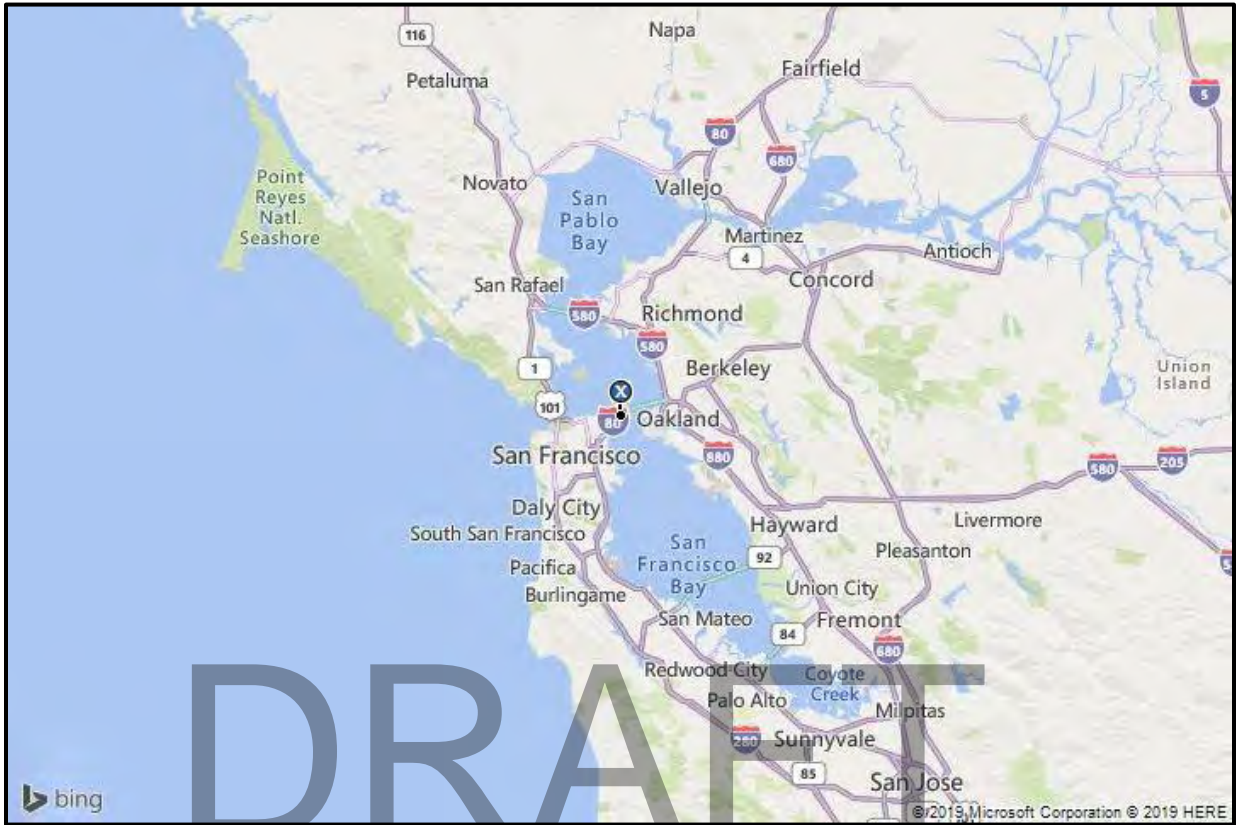 Napa
116
Fairfield
Petaluma
5
80
680
Point
Reyes
Natl.
Seashore
Novato
Vallejo
San
Pablo
Bay
Martinez
4
Antioch
Concord
San Rafael
580
Richmond
580
1
Berkeley
Union
Island
X
101
80
Oakland
San Francisco
880
580
205
Daly City
South San Francisco
Hayward
Livermore
San
Francisco
Bay
92
Pleasanton
Pacifica
Burlingame
Union City
San Mateo
Fremont
84
680
Redwood City
Coyote
Creek
Palo Alto
Milpitas
280
Sunnyvale
85
San Jose
DRAFT
bing
© 2019 Microsoft Corporation © 2019 HERE